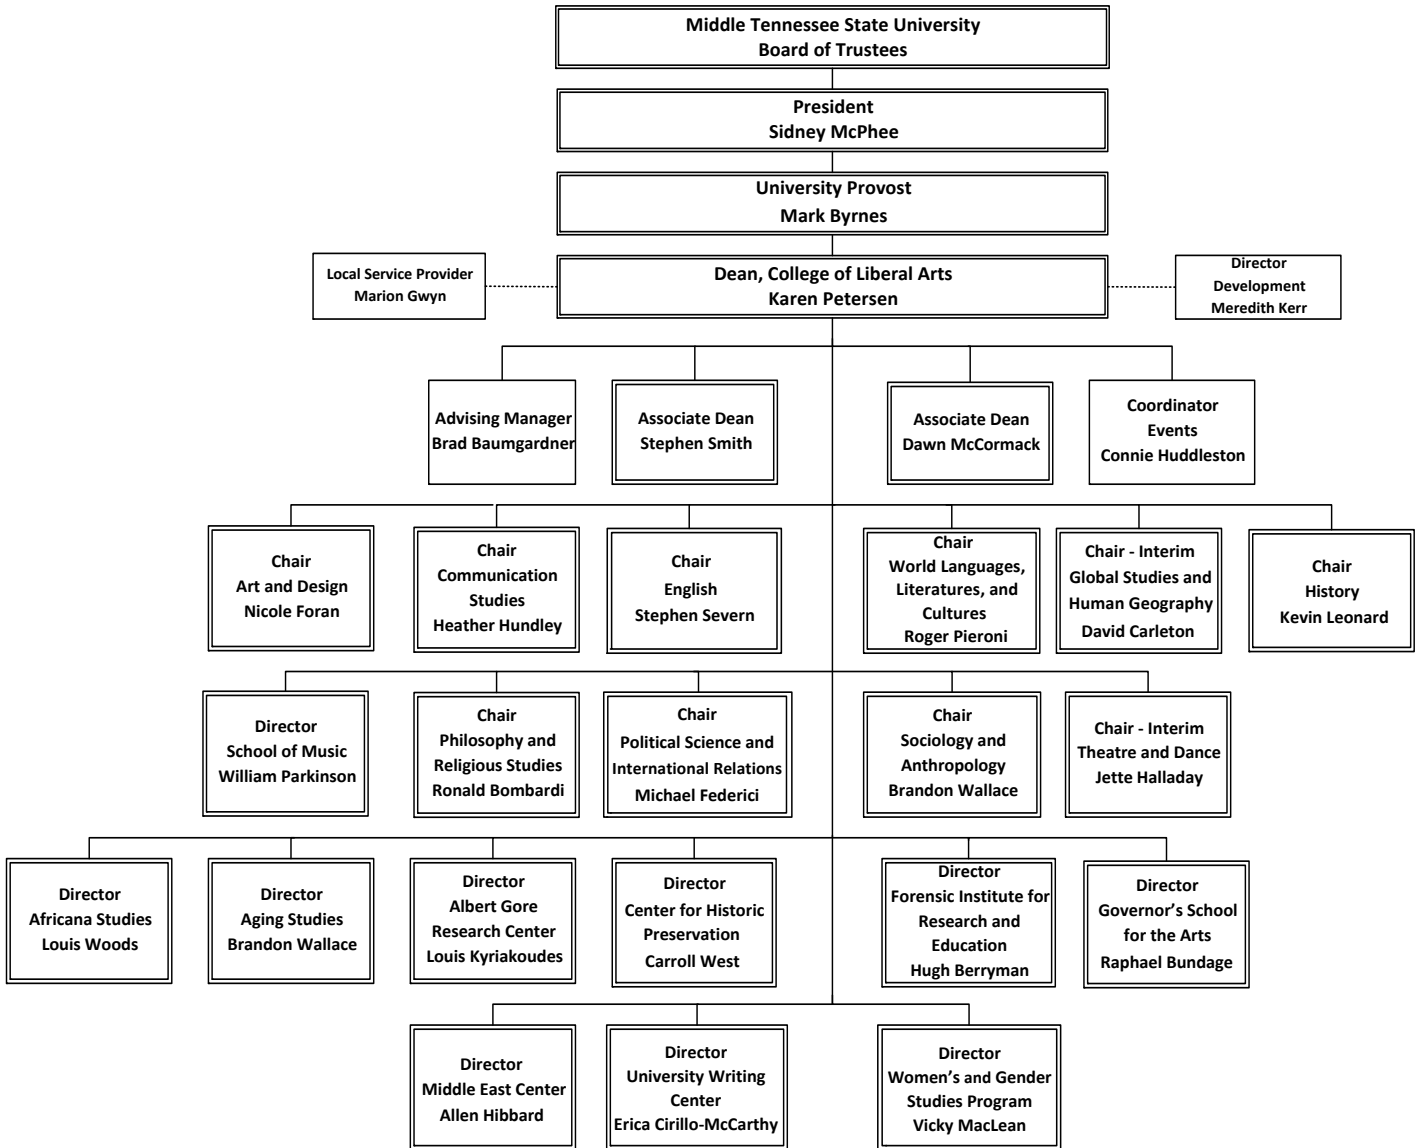 Middle Tennessee State University
Board of Trustees
President
Sidney McPhee
University Provost
Mark Byrnes
Local Service Provider
Marion Gwyn
Dean, College of Liberal Arts
Karen Petersen
Director
Development
Meredith Kerr
Advising Manager
Brad Baumgardner
Associate Dean
Stephen Smith
Associate Dean
Dawn McCormack
Coordinator
Events
Connie Huddleston
Chair
Art and Design
Nicole Foran
Chair
Communication
Studies
Heather Hundley
Chair
English
Stephen Severn
Chair
World Languages,
Literatures, and
Cultures
Roger Pieroni
Chair - Interim
Global Studies and
Human Geography
David Carleton
Chair
History
Kevin Leonard
Director
School of Music
William Parkinson
Chair
Philosophy and
Religious Studies
Ronald Bombardi
Chair
Political Science and
International Relations
Michael Federici
Chair
Sociology and
Anthropology
Brandon Wallace
Chair - Interim
Theatre and Dance
Jette Halladay
Director
Africana Studies
Louis Woods
Director
Aging Studies
Brandon Wallace
Director
Albert Gore
Research Center
Louis Kyriakoudes
Director
Center for Historic
Preservation
Carroll West
Director
Forensic Institute for
Research and
Education
Hugh Berryman
Director
Governor’s School
for the Arts
Raphael Bundage
Director
Middle East Center
Allen Hibbard
Director
University Writing
Center
Erica Cirillo-McCarthy
Director
Women’s and Gender
Studies Program
Vicky MacLean